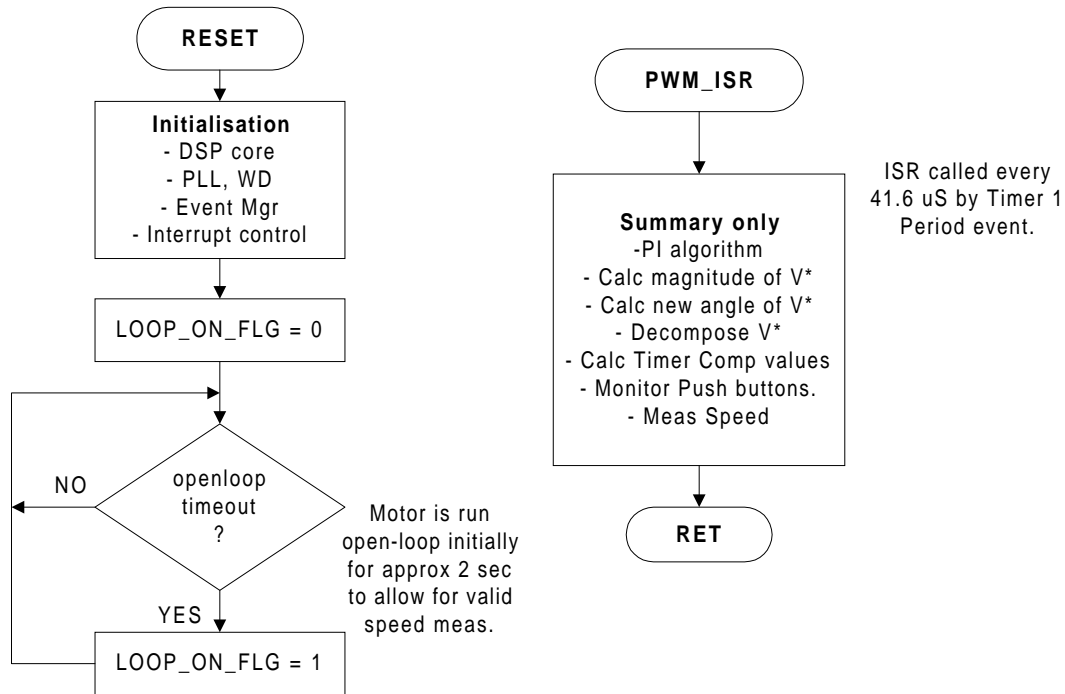 RESET
Initialisation
- DSP core
- PLL, WD
- Event Mgr
- Interrupt control
LOOP_ON_FLG = 0
NO
openloop
timeout
?
YES
LOOP_ON_FLG = 1
Motor is run
open-loop initially
for approx 2 sec
to allow for valid
speed meas.
PWM_ISR
Summary only
-PI algorithm
- Calc magnitude of V*
- Calc new angle of V*
- Decompose V*
- Calc Timer Comp values
- Monitor Push buttons.
- Meas Speed
RET
ISR called every
41.6 uS by Timer 1
Period event.